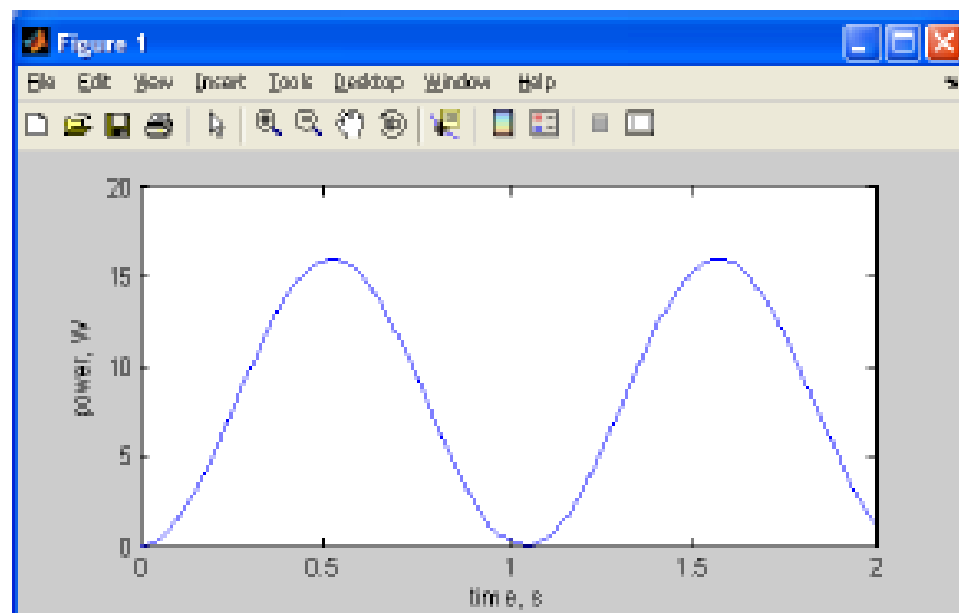 Figure 1
File Edit View Insert Tools Desktop Window Help
20
15
10
5
0
power, W
0 0.5 1 1.5 2
time, s